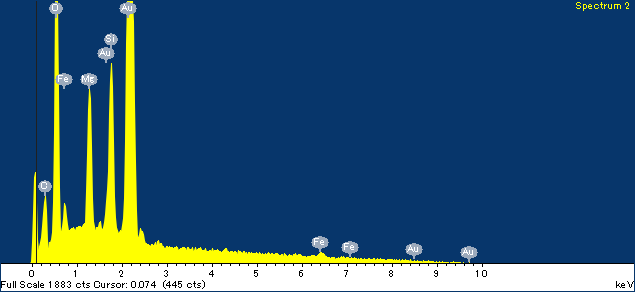 Spectrum 2
O Au
Si
Au
Fe Mg
O
Fe Fe Au Au
0 1 2 3 4 5 6 7 8 9 10
Full Scale 1883 cts Cursor: 0.074 (445 cts) keV